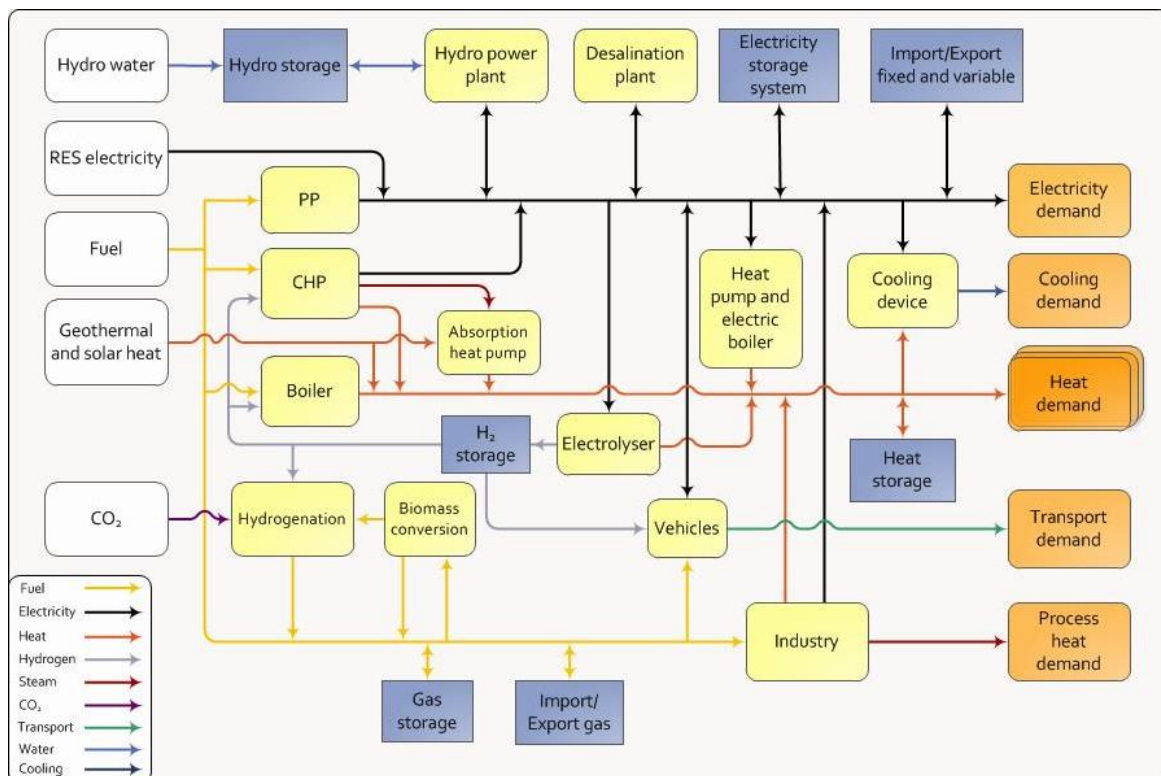 Hydro water
Hydro storage
Hydro power
plant
Desalination
plant
Electricity
storage
system
Import/Export
fixed and variable
RES electricity
PP
Electricity
demand
Fuel
CHP
Heat
pump and
electric
boiler
Cooling
device
Cooling
demand
Geothermal
and solar heat
Absorption
heat pump
Boiler
Heat
demand
H₂
storage
Electrolyser
Heat
storage
CO₂
Hydrogenation
Biomass
conversion
Vehicles
Transport
demand
Industry
Process
heat
demand
Gas
storage
Import/
Export gas
Fuel
Electricity
Heat
Hydrogen
Steam
CO₂
Transport
Water
Cooling